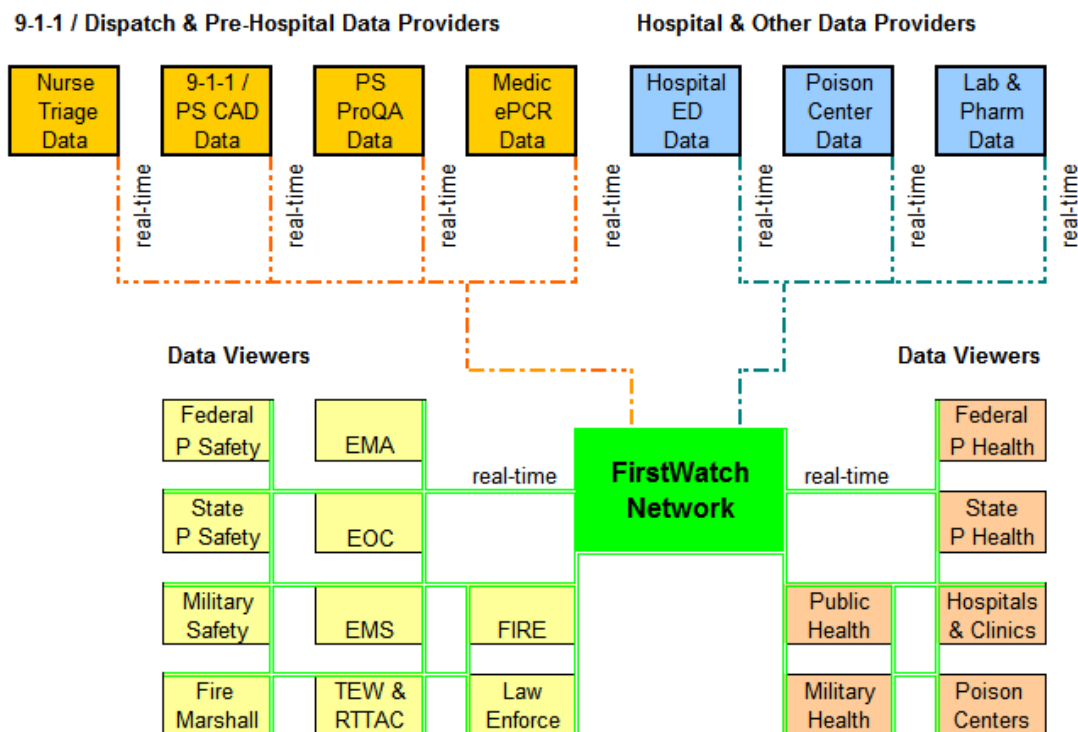 9-1-1 / Dispatch & Pre-Hospital Data Providers
Hospital & Other Data Providers
Nurse
Triage
Data
9-1-1 /
PS CAD
Data
PS
ProQA
Data
Medic
ePCR
Data
Hospital
ED
Data
Poison
Center
Data
Lab &
Pharm
Data
real-time
real-time
real-time
real-time
real-time
real-time
real-time
Data Viewers
Data Viewers
Federal
P Safety
EMA
real-time
FirstWatch
Network
real-time
Federal
P Health
State
P Safety
EOC
State
P Health
Military
Safety
EMS
FIRE
Public
Health
Hospitals
& Clinics
Fire
Marshall
TEW &
RTTAC
Law
Enforce
Military
Health
Poison
Centers